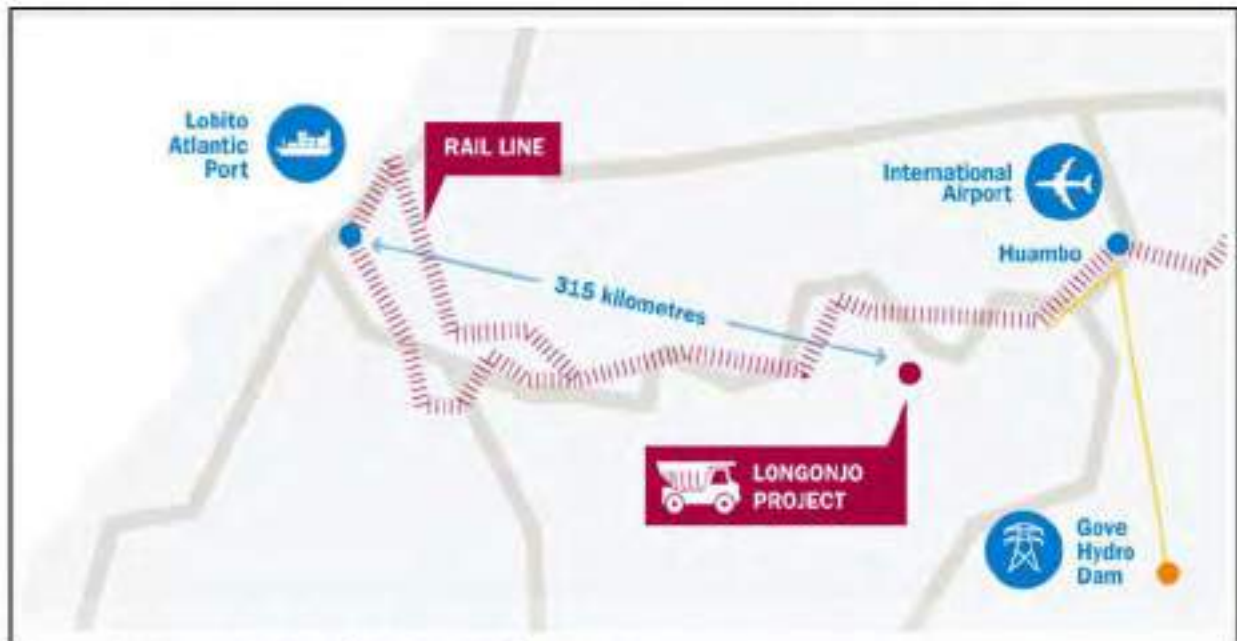 Lobito
Atlantic
Port
RAIL LINE
International
Airport
Huambo
315 kilometres
LONGONJO
PROJECT
Gove
Hydro
Dam